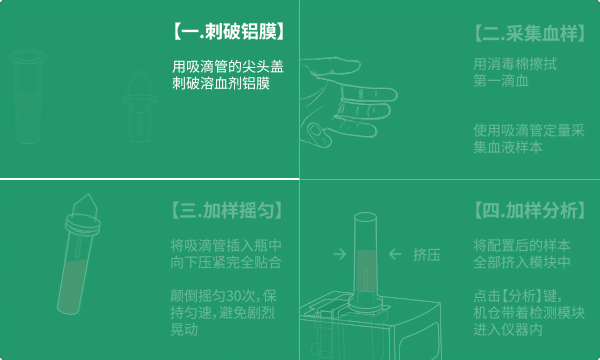 【一.刺破铝膜】
用吸滴管的尖头盖
刺破溶血剂铝膜
【二.采集血样】
用消毒棉擦拭
第一滴血
使用吸滴管定量采
集血液样本
【三.加样摇匀】
将吸滴管插入瓶中
向下压紧完全贴合
颠倒摇匀30次,保
持匀速,避免剧烈
晃动
【四.加样分析】
挤压
将配置后的样本
全部挤入模块中
点击【分析】键,
机仓带着检测模块
进入仪器内